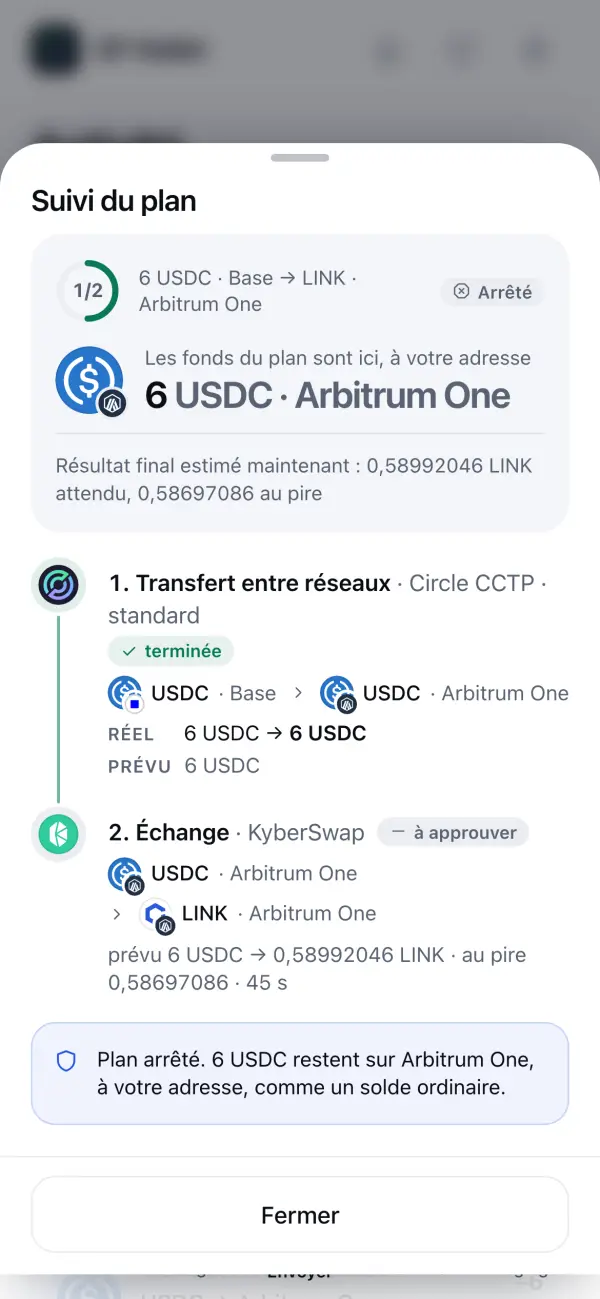 Suivi du plan
1/2
6 USDC · Base → LINK ·
Arbitrum One
Arrêté
Les fonds du plan sont ici, à votre adresse
6 USDC · Arbitrum One
Résultat final estimé maintenant : 0,58992046 LINK
attendu, 0,58697086 au pire
1. Transfert entre réseaux · Circle CCTP ·
standard
terminée
USDC · Base > USDC · Arbitrum One
RÉEL 6 USDC → 6 USDC
PRÉVU 6 USDC
2. Échange · KyberSwap — à approuver
USDC · Arbitrum One
> LINK · Arbitrum One
prévu 6 USDC → 0,58992046 LINK · au pire
0,58697086 · 45 s
Plan arrêté. 6 USDC restent sur Arbitrum One,
à votre adresse, comme un solde ordinaire.
Fermer